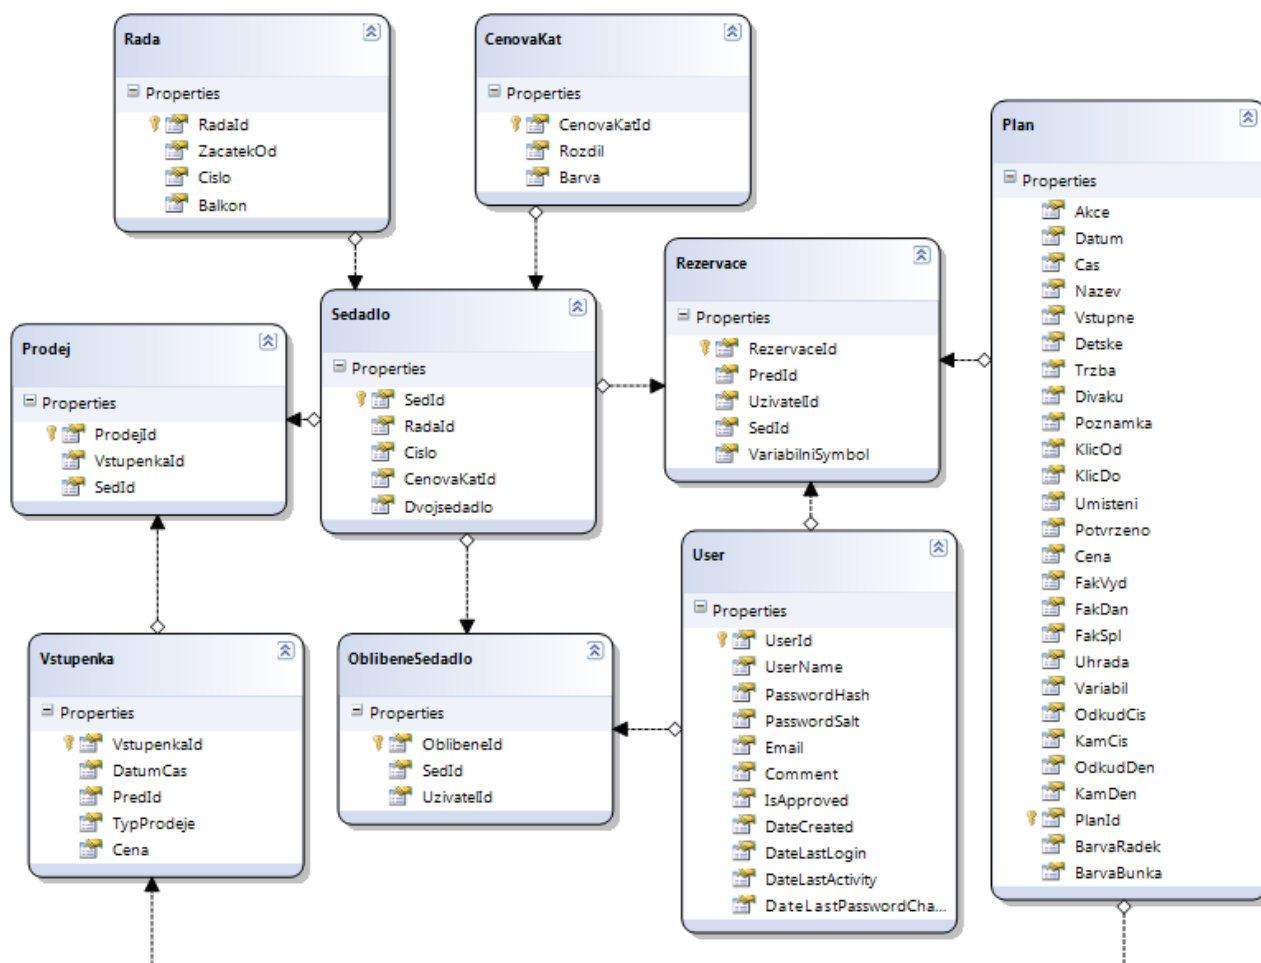 Rada
Properties
RadaId
ZacatekOd
Cislo
Balkon
CenovaKat
Properties
CenovaKatId
Rozdil
Barva
Plan
Properties
Akce
Datum
Cas
Nazev
Vstupne
Detske
Trzba
Divaku
Poznamka
KlicOd
KlicDo
Umisteni
Potvrzeno
Cena
FakVyd
FakDan
FakSpl
Uhrada
Variabil
OdkudCis
KamCis
OdkudDen
KamDen
PlanId
BarvaRadek
BarvaBunka
Rezervace
Properties
RezervaceId
PredId
UzivatelId
SedId
VariabilniSymbol
Sedadlo
Properties
SedId
RadaId
Cislo
CenovaKatId
Dvojsedadlo
Prodej
Properties
ProdejId
VstupenkaId
SedId
User
Properties
UserId
UserName
PasswordHash
PasswordSalt
Email
Comment
IsApproved
DateCreated
DateLastLogin
DateLastActivity
DateLastPasswordCha...
Vstupenka
Properties
VstupenkaId
DatumCas
PredId
TypProdeje
Cena
OblibeneSedadlo
Properties
OblibeneId
SedId
UzivatelId